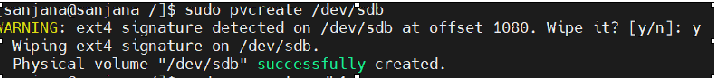 [sanjana@sanjana /]$ sudo pvcreate /dev/sdb
WARNING: ext4 signature detected on /dev/sdb at offset 1080. Wipe it? [y/n]: y
  Wiping ext4 signature on /dev/sdb.
  Physical volume "/dev/sdb" successfully created.